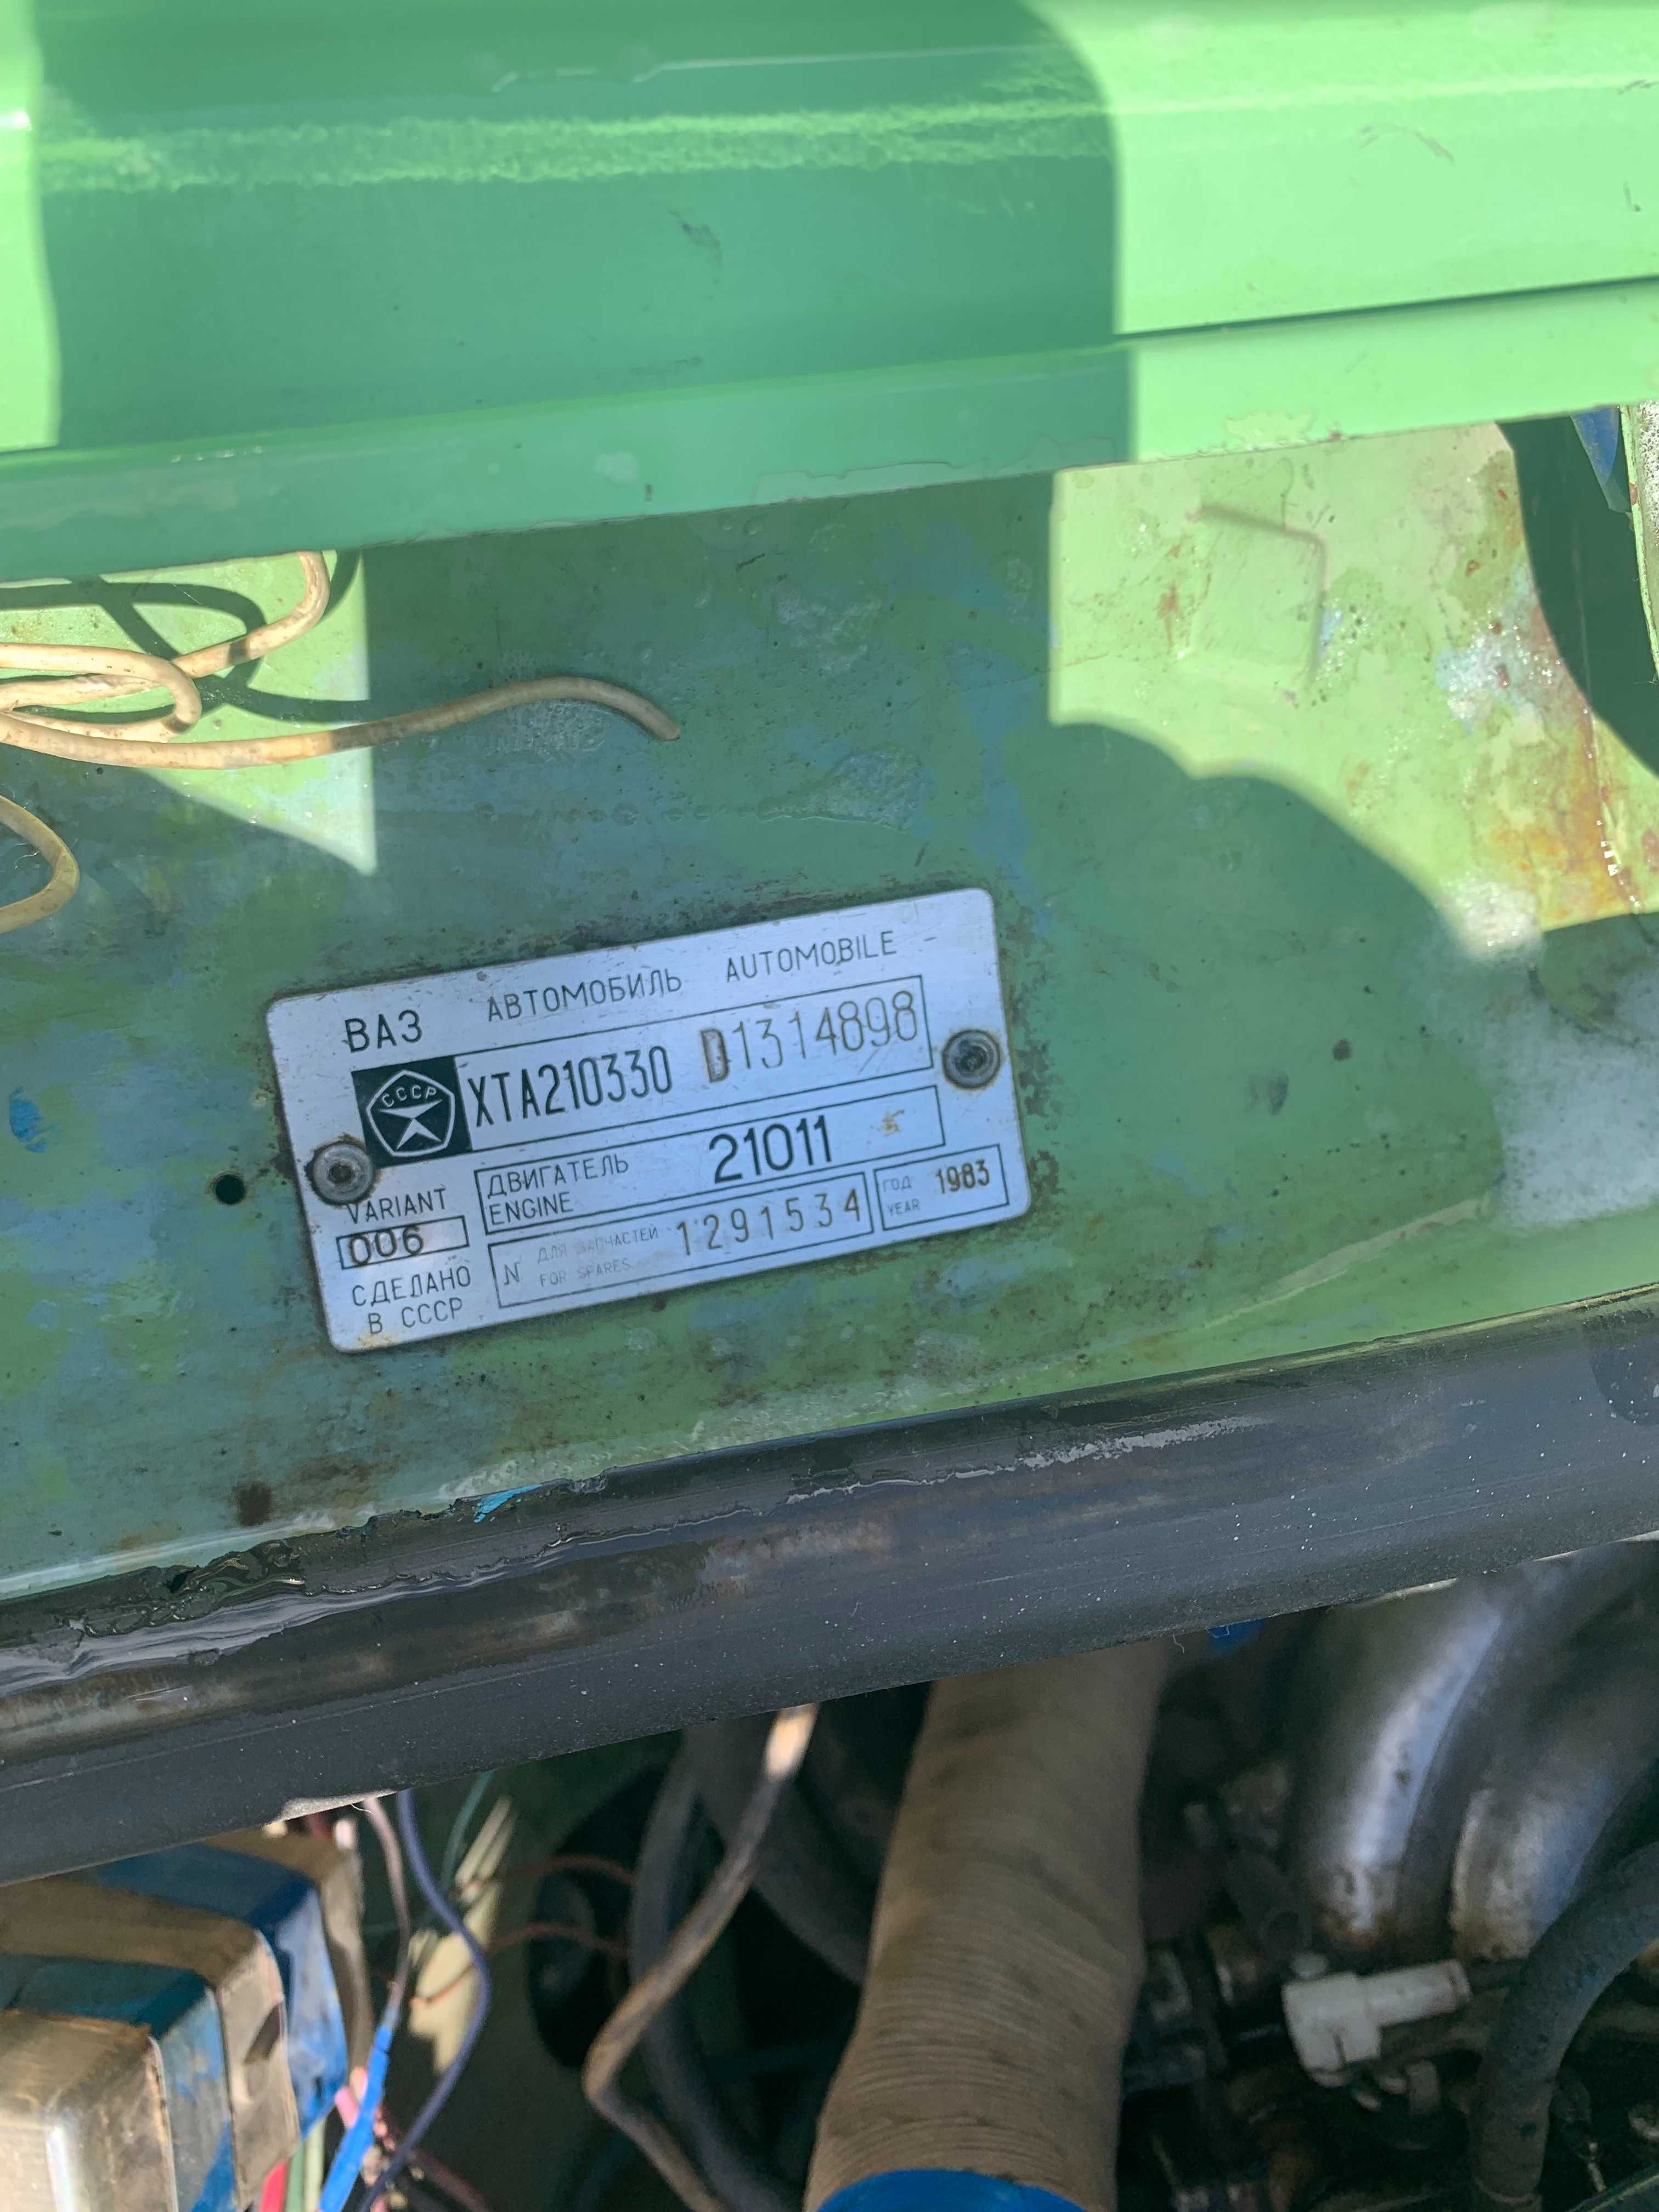 ВАЗ АВТОМОБИЛЬ AUTOMOBILE
СССР XTA210330 D1314898
ДВИГАТЕЛЬ 21011
ENGINE
VARIANT
006
N ДЛЯ ЗАПЧАСТЕЙ 1291534
FOR SPARES
ГОД 1983
YEAR
СДЕЛАНО
В СССР